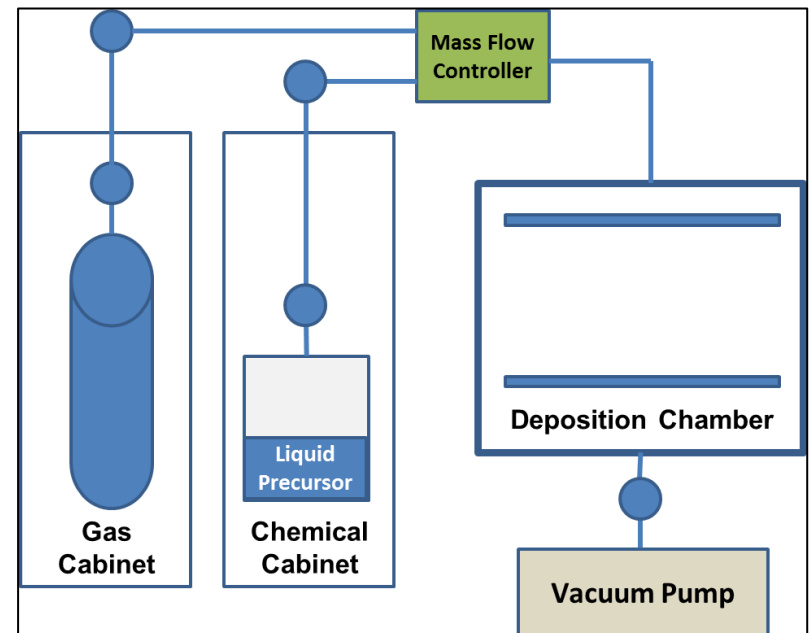 Mass Flow
Controller
Deposition Chamber
Liquid
Precursor
Gas
Cabinet
Chemical
Cabinet
Vacuum Pump